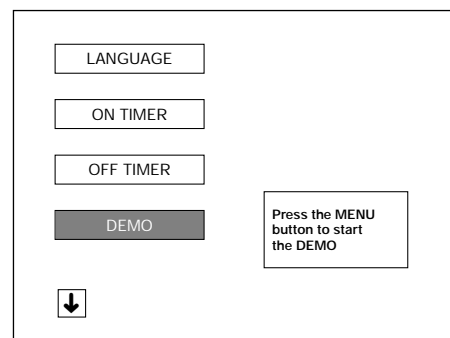 LANGUAGE
ON TIMER
OFF TIMER
DEMO
Press the MENU
button to start
the DEMO